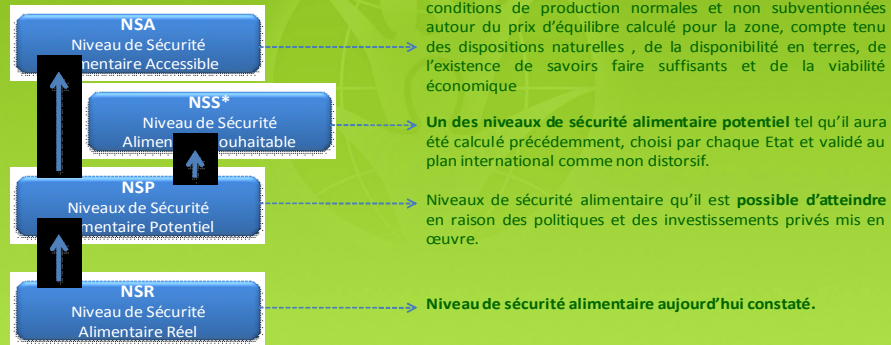 conditions de production normales et non subventionnées
NSA
autour du prix d'équilibre calculé pour la zone, compte tenu
Niveau de Sécurité
des dispositions naturelles , de la disponibilité en terres, de
mentaire Accessible
l'existence de savoirs faire suffisants et de la viabilité
économique
NSS*
Niveau de Sécurité
Alimen ouhaitable
Un des niveaux de sécurité alimentaire potentiel tel qu'il aura
été calculé précédemment, choisi par chaque Etat et validé au
plan international comme non distorsif.
NSP
Niveaux de Sécurité
mentaire Potentiel
Niveaux de sécurité alimentaire qu'il est possible d'atteindre
en raison des politiques et des investissements privés mis en
œuvre.
NSR
Niveau de Sécurité
Alimentaire Réel
Niveau de sécurité alimentaire aujourd'hui constaté.